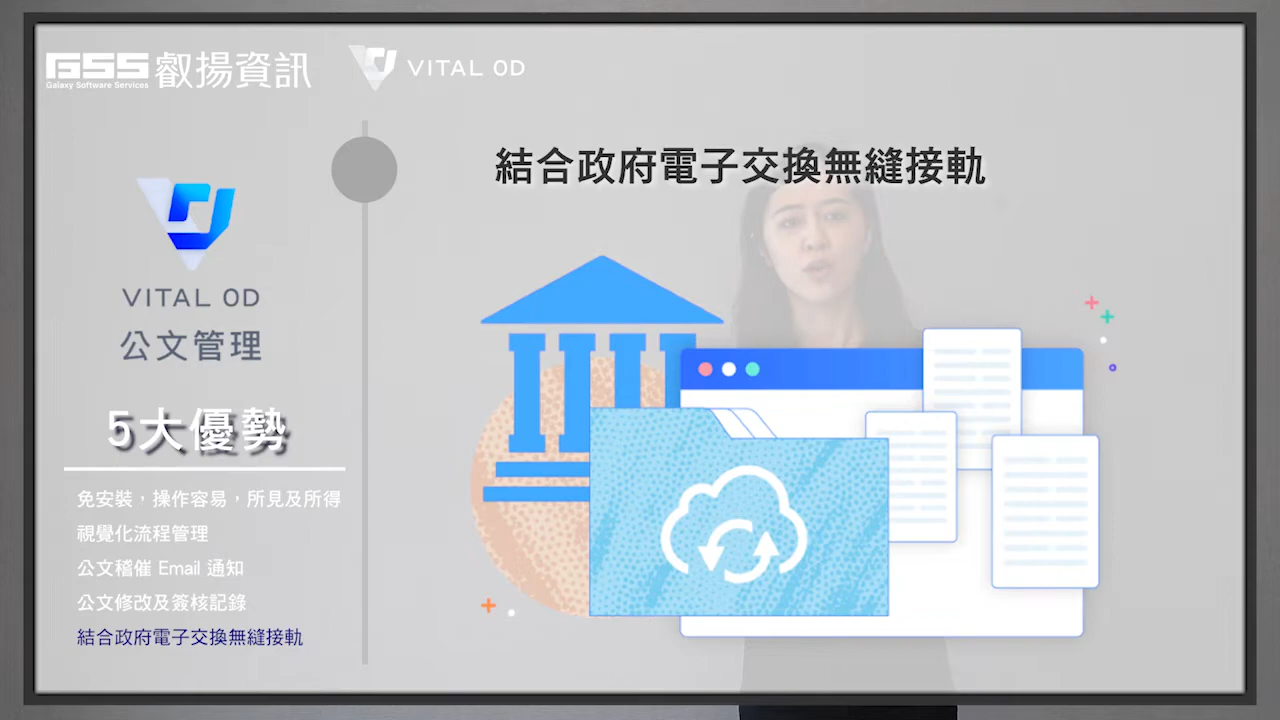 GSS 叡揚資訊
Galaxy Software Services
VITAL OD
結合政府電子交換無縫接軌
VITAL OD
公文管理
5大優勢
免安裝，操作容易，所見及所得
視覺化流程管理
公文稽催 Email 通知
公文修改及簽核記錄
結合政府電子交換無縫接軌